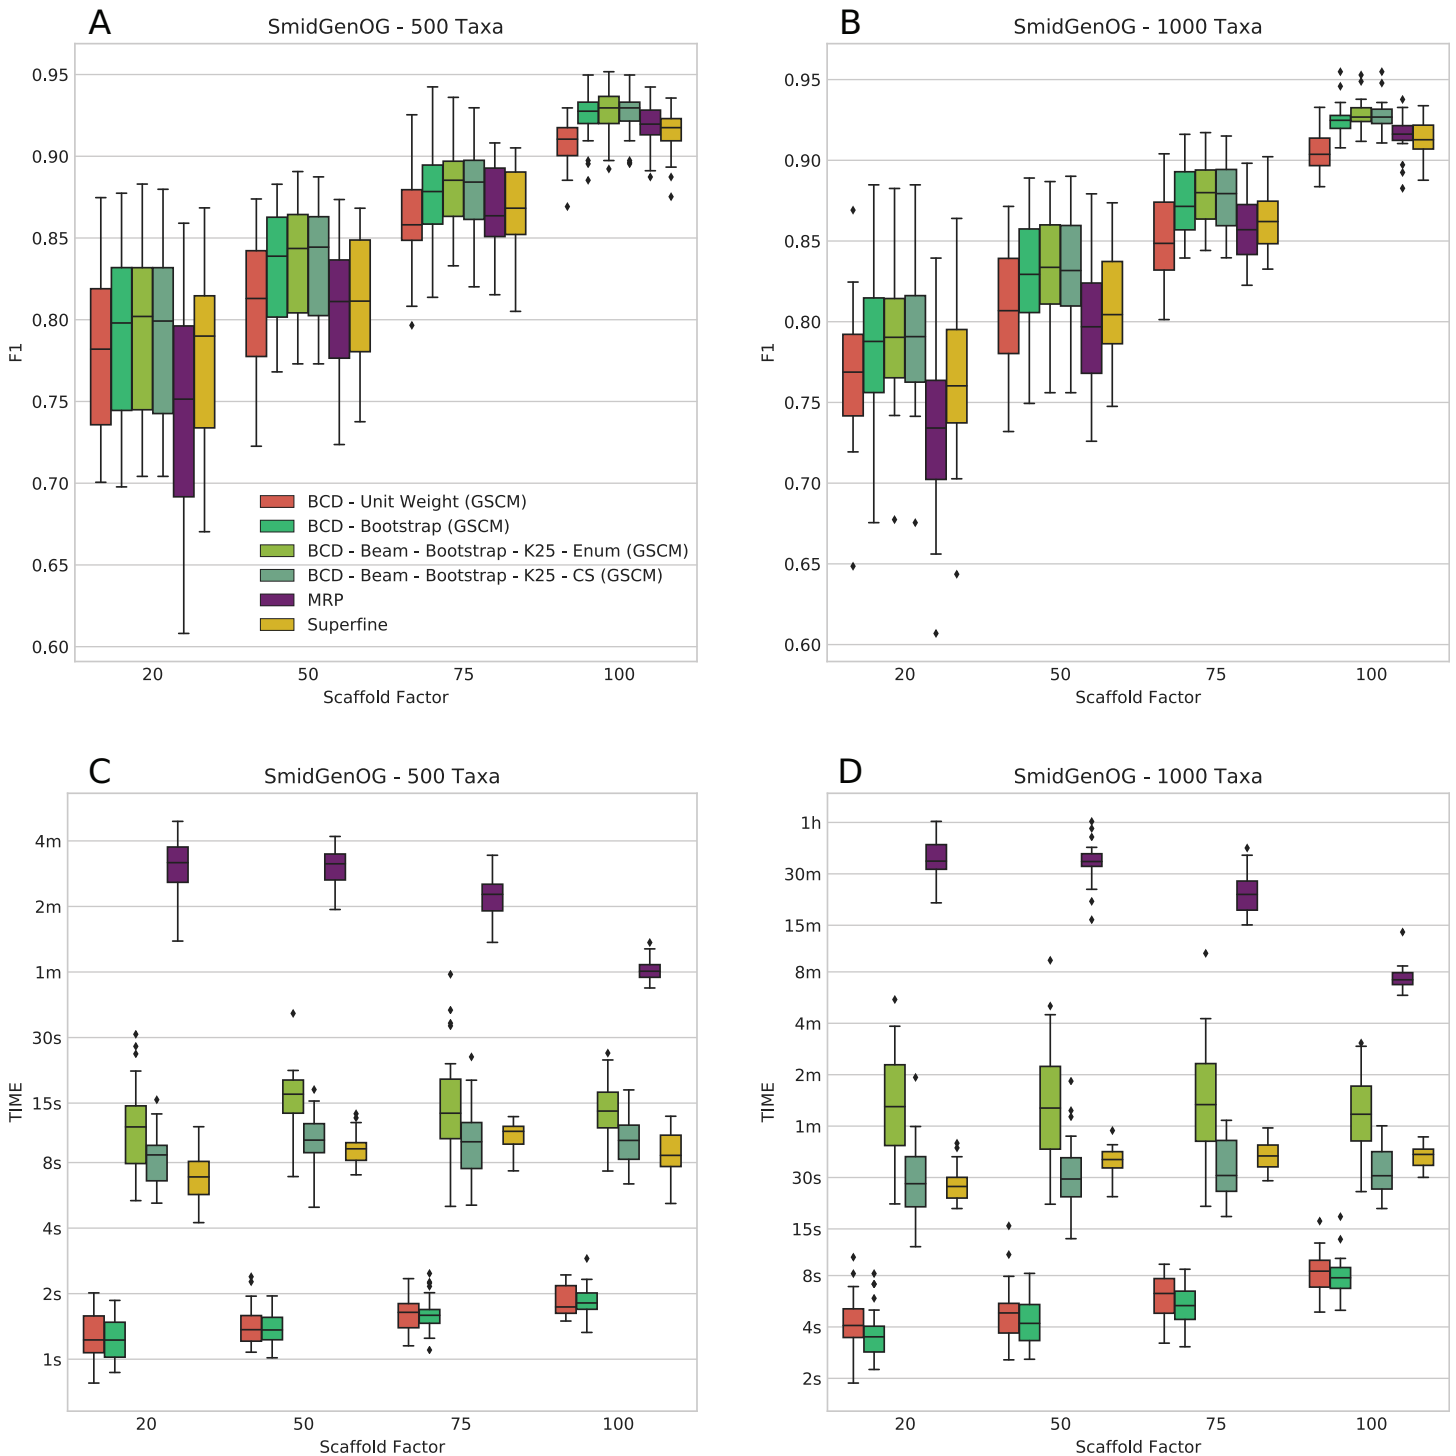 A
SmidGenOG - 500 Taxa
0.95
0.90
0.85
0.80
0.75
0.70
0.65
0.60
F1
BCD - Unit Weight (GSCM)
BCD - Bootstrap (GSCM)
BCD - Beam - Bootstrap - K25 - Enum (GSCM)
BCD - Beam - Bootstrap - K25 - CS (GSCM)
MRP
Superfine
20 50 75 100
Scaffold Factor
B
SmidGenOG - 1000 Taxa
0.95
0.90
0.85
0.80
0.75
0.70
0.65
0.60
F1
20 50 75 100
Scaffold Factor
C
SmidGenOG - 500 Taxa
4m
2m
1m
30s
15s
8s
4s
2s
1s
TIME
20 50 75 100
Scaffold Factor
D
SmidGenOG - 1000 Taxa
1h
30m
15m
8m
4m
2m
1m
30s
15s
8s
4s
2s
TIME
20 50 75 100
Scaffold Factor